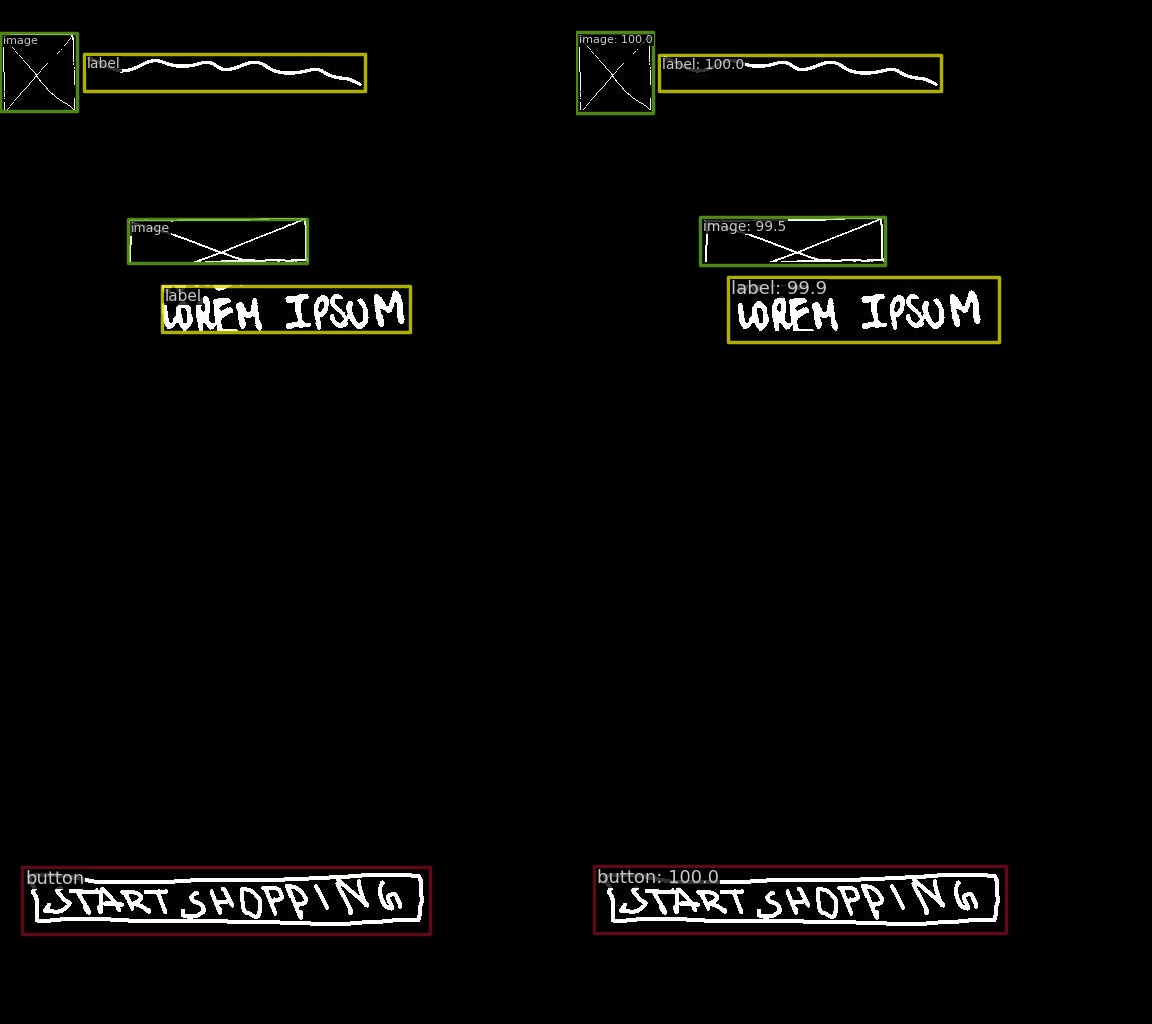 image image: 100.0
label label: 100.0
image image: 99.5
label label: 99.9
LOREM IPSUM LOREM IPSUM
button button: 100.0
START SHOPPING START SHOPPING